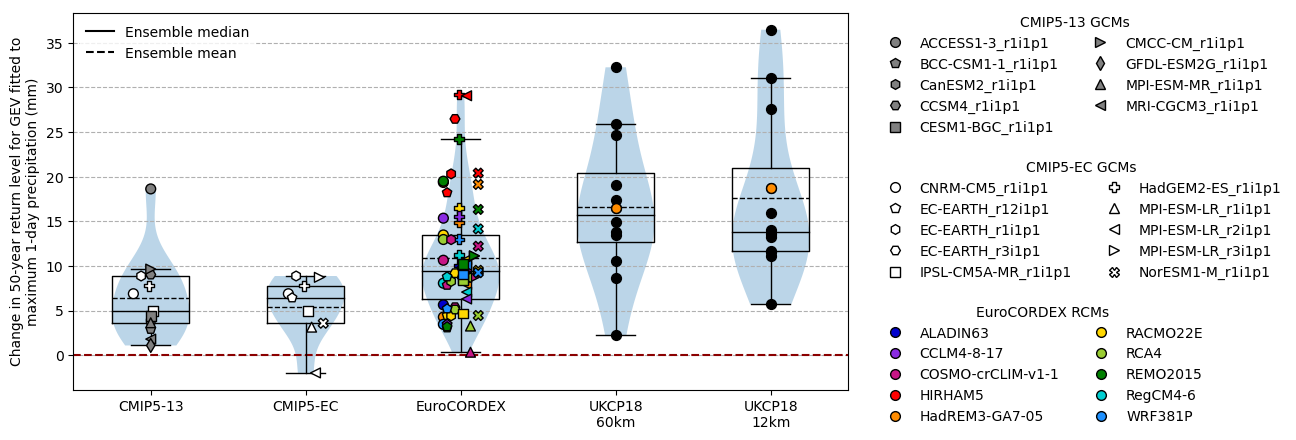 Change in 50-year return level for GEV fitted to
maximum 1-day precipitation (mm)
Ensemble median
Ensemble mean
35
30
25
20
15
10
5
0
CMIP5-13
CMIP5-EC
EuroCORDEX
UKCP18
60km
UKCP18
12km
CMIP5-13 GCMs
ACCESS1-3_r1i1p1
BCC-CSM1-1_r1i1p1
CanESM2_r1i1p1
CCSM4_r1i1p1
CESM1-BGC_r1i1p1
CMCC-CM_r1i1p1
GFDL-ESM2G_r1i1p1
MPI-ESM-MR_r1i1p1
MRI-CGCM3_r1i1p1
CMIP5-EC GCMs
CNRM-CM5_r1i1p1
EC-EARTH_r12i1p1
EC-EARTH_r1i1p1
EC-EARTH_r3i1p1
IPSL-CM5A-MR_r1i1p1
HadGEM2-ES_r1i1p1
MPI-ESM-LR_r1i1p1
MPI-ESM-LR_r2i1p1
MPI-ESM-LR_r3i1p1
NorESM1-M_r1i1p1
EuroCORDEX RCMs
ALADIN63
CCLM4-8-17
COSMO-crCLIM-v1-1
HIRHAM5
HadREM3-GA7-05
RACMO22E
RCA4
REMO2015
RegCM4-6
WRF381P